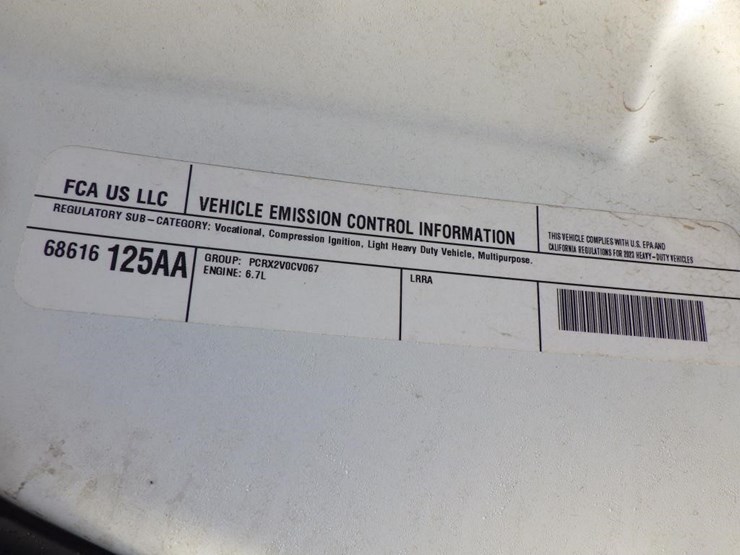 FCA US LLC
VEHICLE EMISSION CONTROL INFORMATION
THIS VEHICLE COMPLIES WITH U.S. EPA AND
CALIFORNIA REGULATIONS FOR 2023 HEAVY-DUTY VEHICLES
REGULATORY SUB-CATEGORY: Vocational, Compression Ignition, Light Heavy Duty Vehicle, Multipurpose.
68616 125AA
GROUP: PCRX2V0CV067
ENGINE: 6.7L
LRRA